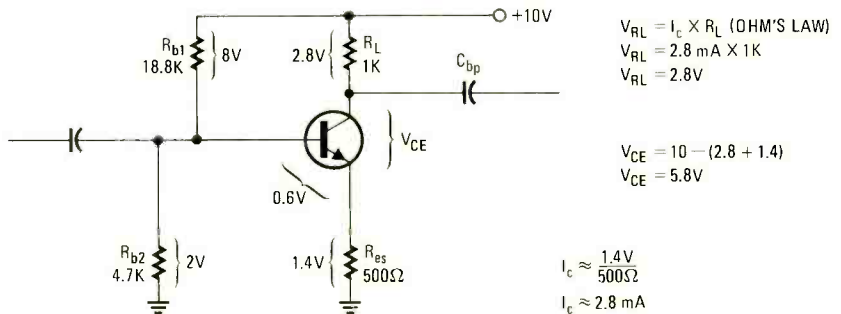 +10V
R_b1
18.8K
8V
2.8V
R_L
1K
C_bp
V_CE
0.6V
R_b2
4.7K
2V
1.4V
R_es
500Ω
V_RL = I_c X R_L (OHM'S LAW)
V_RL = 2.8 mA X 1K
V_RL = 2.8V
V_CE = 10 — (2.8 + 1.4)
V_CE = 5.8V
I_c ≈ 1.4V
500Ω
I_c ≈ 2.8 mA